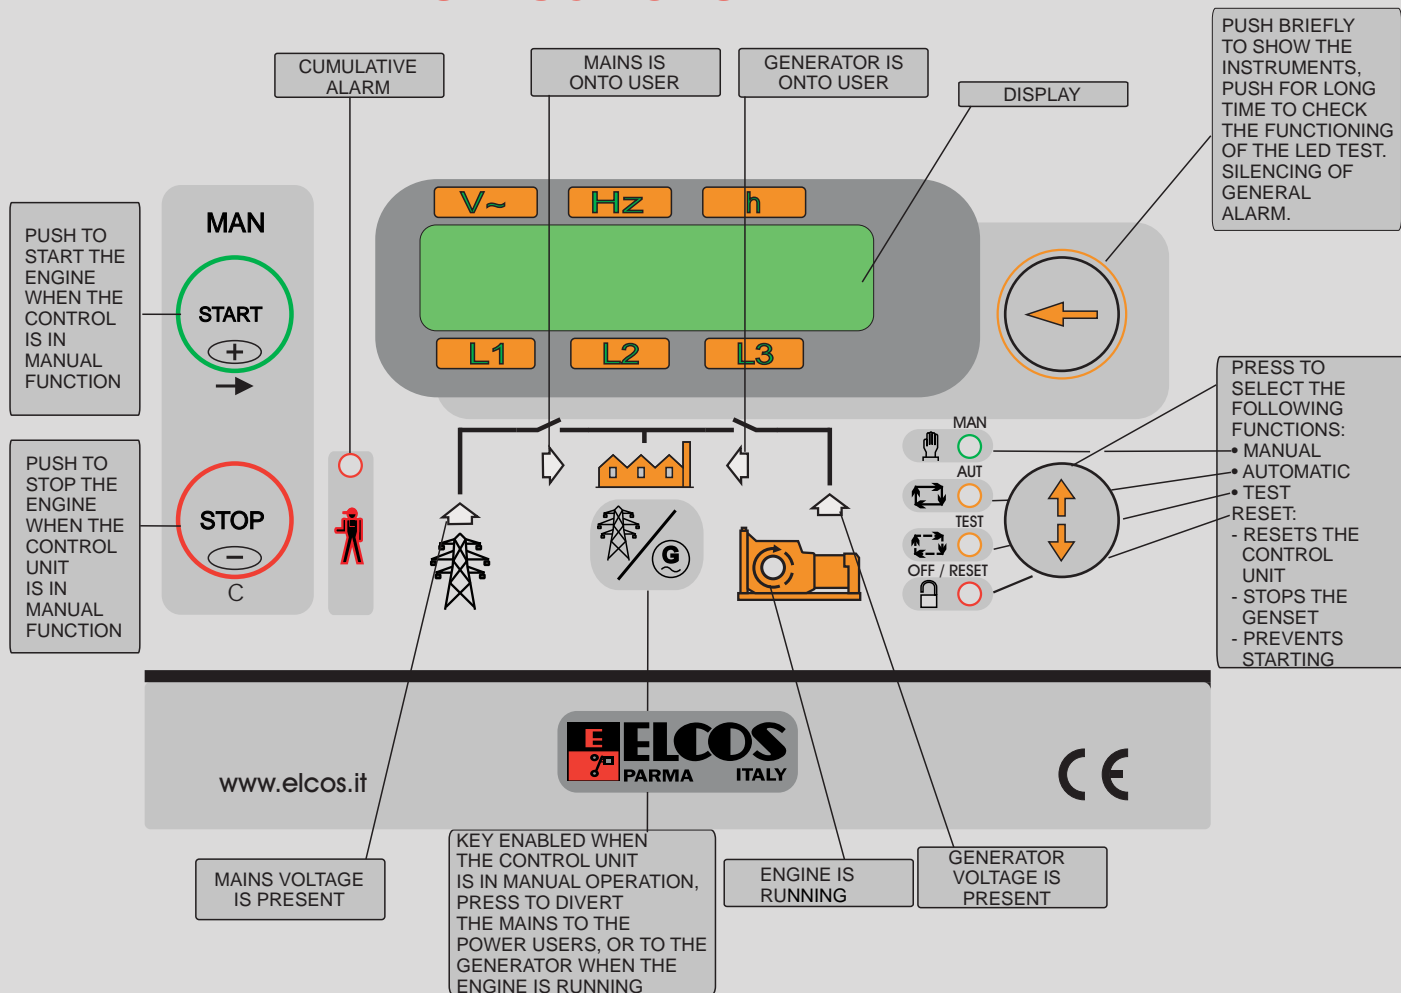 CUMULATIVE
ALARM
MAINS IS
ONTO USER
GENERATOR IS
ONTO USER
DISPLAY
PUSH BRIEFLY
TO SHOW THE
INSTRUMENTS,
PUSH FOR LONG
TIME TO CHECK
THE FUNCTIONING
OF THE LED TEST.
SILENCING OF
GENERAL
ALARM.
PUSH TO
START THE
ENGINE
WHEN THE
CONTROL
IS IN
MANUAL
FUNCTION
MAN
START
+
V~ Hz h
L1 L2 L3
PUSH TO
STOP THE
ENGINE
WHEN THE
CONTROL
UNIT
IS IN
MANUAL
FUNCTION
STOP
−
C
G
MAN
AUT
TEST
OFF / RESET
PRESS TO
SELECT THE
FOLLOWING
FUNCTIONS:
• MANUAL
• AUTOMATIC
• TEST
RESET:
- RESETS THE
CONTROL
UNIT
- STOPS THE
GENSET
- PREVENTS
STARTING
www.elcos.it
E ELCOS
PARMA ITALY
CE
MAINS VOLTAGE
IS PRESENT
KEY ENABLED WHEN
THE CONTROL UNIT
IS IN MANUAL OPERATION,
PRESS TO DIVERT
THE MAINS TO THE
POWER USERS, OR TO THE
GENERATOR WHEN THE
ENGINE IS RUNNING
ENGINE IS
RUNNING
GENERATOR
VOLTAGE IS
PRESENT